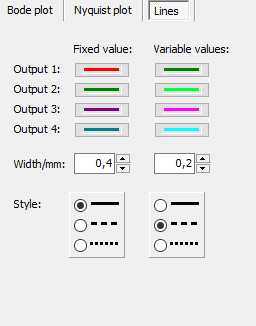 Bode plot Nyquist plot Lines
Fixed value: Variable values:
Output 1:
Output 2:
Output 3:
Output 4:
Width/mm: 0,4 0,2
Style: